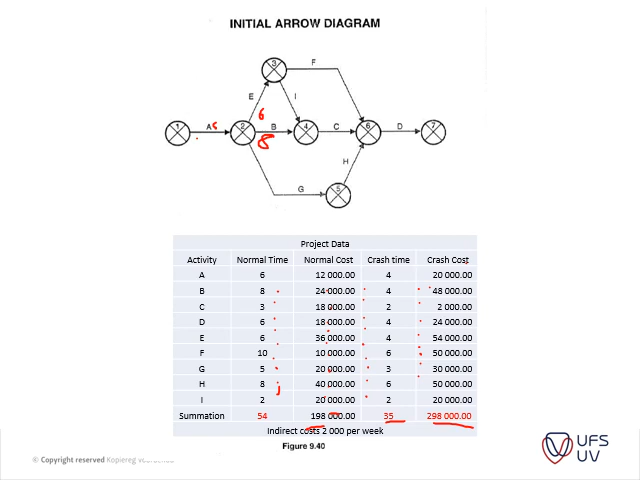 INITIAL ARROW DIAGRAM
3
F
E
I
6
A 6
1
2
B
8
4
C
6
D
7
H
G
5
Project Data
Activity Normal Time Normal Cost Crash time Crash Cost
A 6 12 000.00 4 20 000.00
B 8 24 000.00 4 48 000.00
C 3 18 000.00 2 2 000.00
D 6 18 000.00 4 24 000.00
E 6 36 000.00 4 54 000.00
F 10 10 000.00 6 50 000.00
G 5 20 000.00 3 30 000.00
H 8 40 000.00 6 50 000.00
I 2 20 000.00 2 20 000.00
Summation 54 198 000.00 35 298 000.00
Indirect costs 2 000 per week
Figure 9.40
© Copyright reserved Kopiereg
UFS
UV